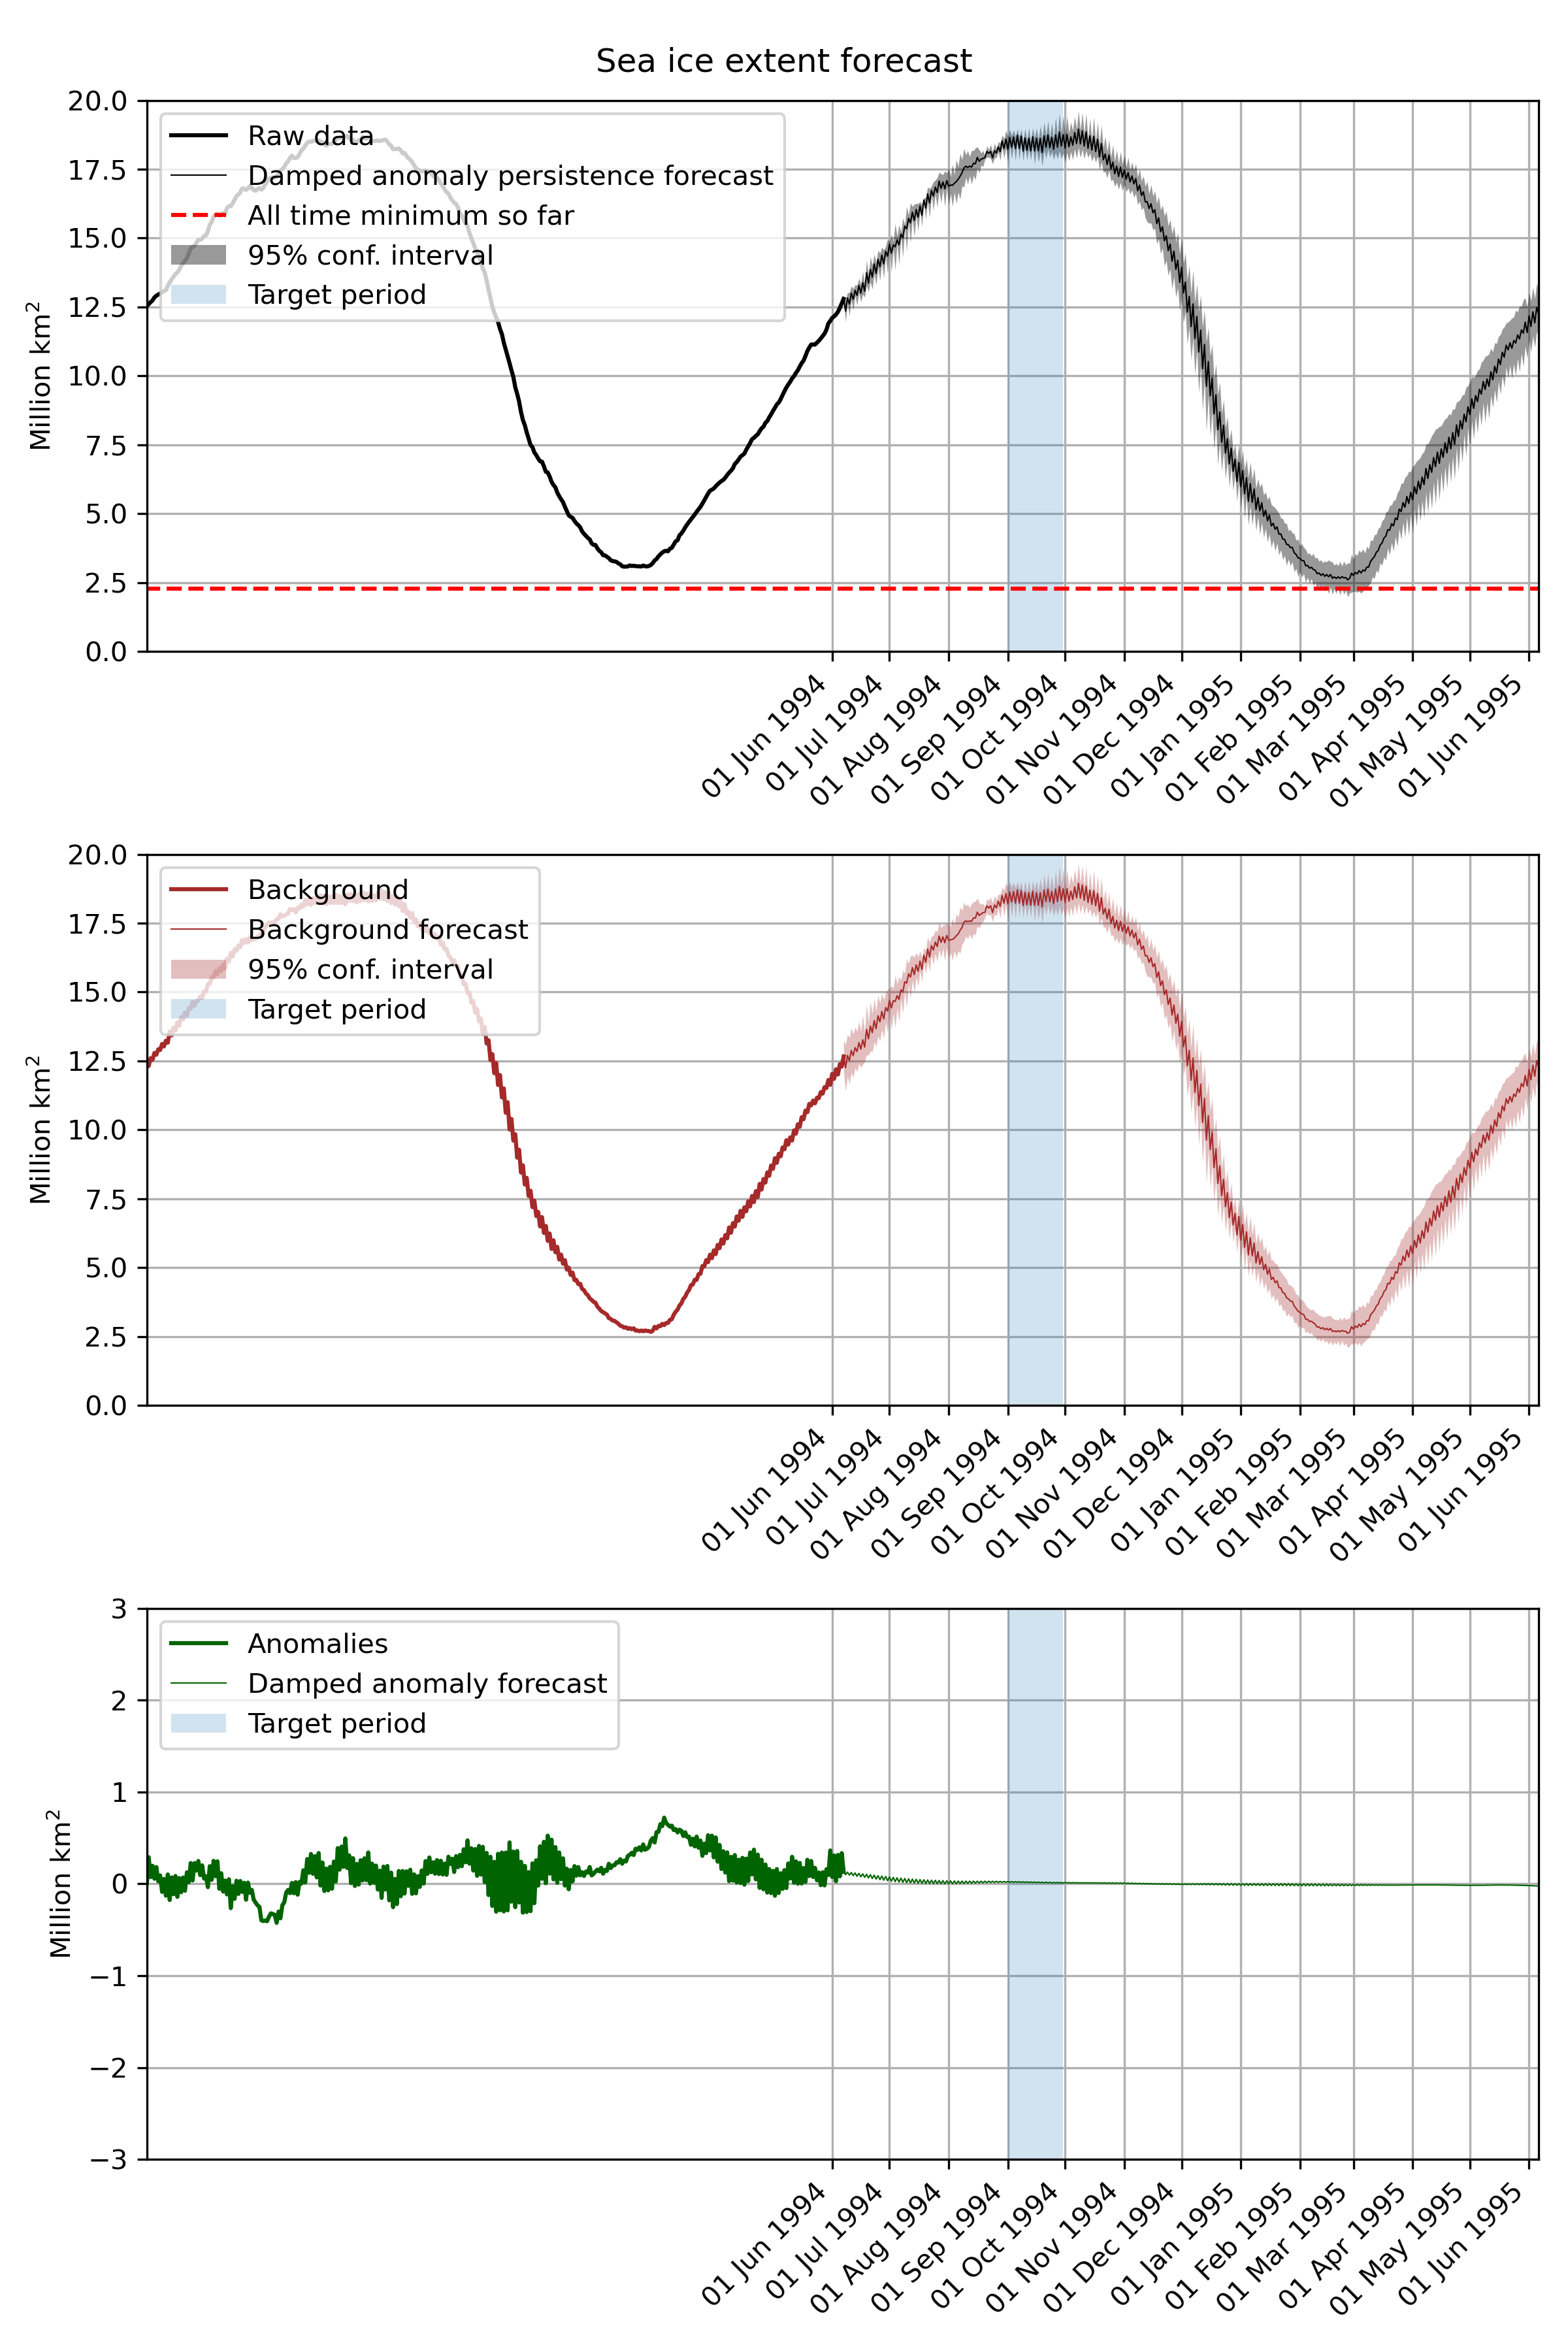 Sea ice extent forecast
Million km²
20.0
17.5
15.0
12.5
10.0
7.5
5.0
2.5
0.0
Raw data
Damped anomaly persistence forecast
All time minimum so far
95% conf. interval
Target period
01 Jun 1994
01 Jul 1994
01 Aug 1994
01 Sep 1994
01 Oct 1994
01 Nov 1994
01 Dec 1994
01 Jan 1995
01 Feb 1995
01 Mar 1995
01 Apr 1995
01 May 1995
01 Jun 1995
Million km²
20.0
17.5
15.0
12.5
10.0
7.5
5.0
2.5
0.0
Background
Background forecast
95% conf. interval
Target period
01 Jun 1994
01 Jul 1994
01 Aug 1994
01 Sep 1994
01 Oct 1994
01 Nov 1994
01 Dec 1994
01 Jan 1995
01 Feb 1995
01 Mar 1995
01 Apr 1995
01 May 1995
01 Jun 1995
Million km²
3
2
1
0
−1
−2
−3
Anomalies
Damped anomaly forecast
Target period
01 Jun 1994
01 Jul 1994
01 Aug 1994
01 Sep 1994
01 Oct 1994
01 Nov 1994
01 Dec 1994
01 Jan 1995
01 Feb 1995
01 Mar 1995
01 Apr 1995
01 May 1995
01 Jun 1995